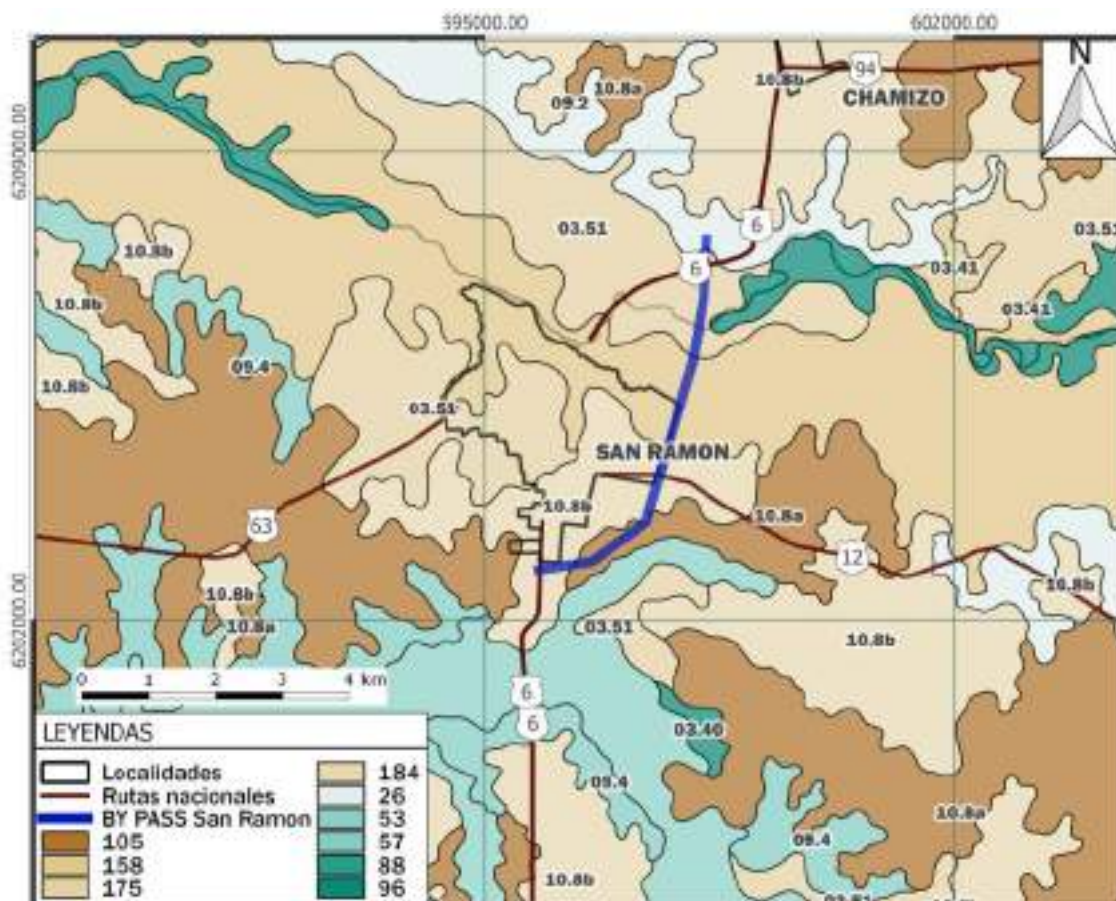 595000.00
602000.00
N
94
10.8b
10.8a
CHAMIZO
09.2
6209000.00
6
03.51
10.8b
6
03.41
10.8b
03.41
09.4
10.8b
03.51
SAN RAMON
10.8b
10.8a
63
12
10.8b
10.8b
10.8a
03.51
10.8b
6202000.00
0 1 2 3 4 km
6
6
03.40
09.4
10.8a
09.4
10.8b
LEYENDAS
Localidades
Rutas nacionales
BY PASS San Ramon
105
158
175
184
26
53
57
88
96